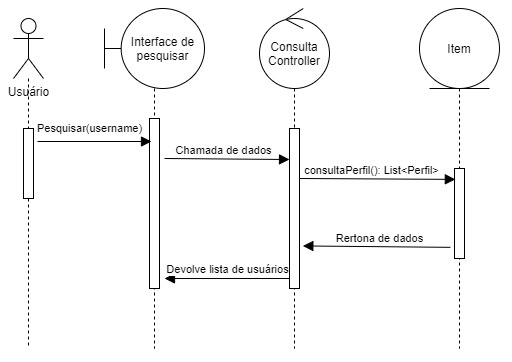 Interface de
pesquisar
Consulta
Controller
Item
Usuário
Pesquisar(username)
Chamada de dados
consultaPerfil(): List<Perfil>
Rertona de dados
Devolve lista de usuários